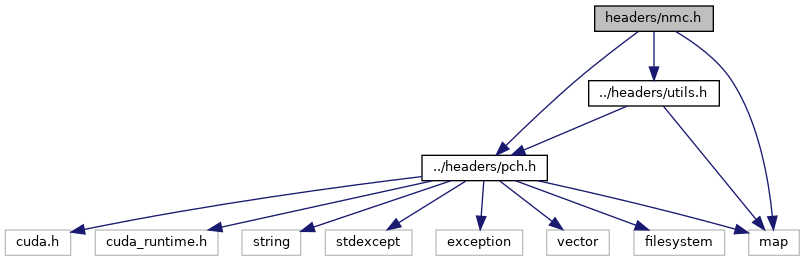 headers/nmc.h
../headers/utils.h
../headers/pch.h
cuda.h
cuda_runtime.h
string
stdexcept
exception
vector
filesystem
map